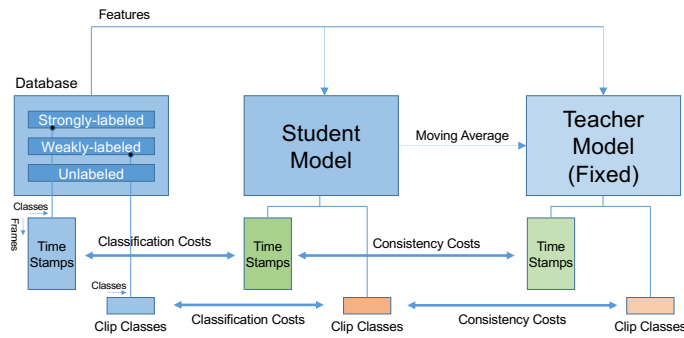 Features
Database
Strongly-labeled
Weakly-labeled
Unlabeled
Student
Model
Moving Average
Teacher
Model
(Fixed)
Classes
Frames
Time
Stamps
Classification Costs
Time
Stamps
Consistency Costs
Time
Stamps
Classes
Clip Classes
Classification Costs
Clip Classes
Consistency Costs
Clip Classes